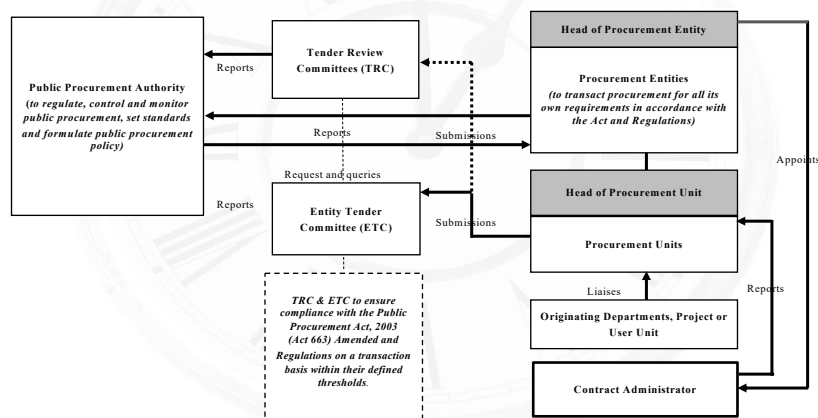 Public Procurement Authority
(to regulate, control and monitor
public procurement, set standards
and formulate public procurement
policy)
Reports
Tender Review
Committees (TRC)
Head of Procurement Entity
Procurement Entities
(to transact procurement for all its
own requirements in accordance with
the Act and Regulations)
Reports
Submissions
Appoints
Request and queries
Reports
Entity Tender
Committee (ETC)
Submissions
Head of Procurement Unit
Procurement Units
Liaises
Reports
TRC & ETC to ensure
compliance with the Public
Procurement Act, 2003
(Act 663) Amended and
Regulations on a transaction
basis within their defined
thresholds.
Originating Departments, Project or
User Unit
Contract Administrator